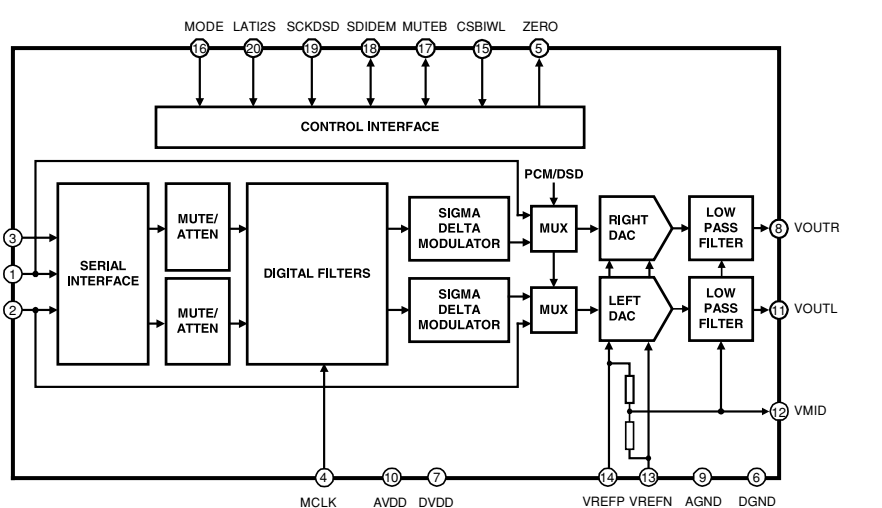 MODE LATI2S SCKDSD SDIDEM MUTEB CSBIWL ZERO
16 20 19 18 17 15 5
CONTROL INTERFACE
PCM/DSD
MUTE/
ATTEN
SIGMA
DELTA
MODULATOR
MUX
RIGHT
DAC
LOW
PASS
FILTER
8 VOUTR
3
1
2
SERIAL
INTERFACE
DIGITAL FILTERS
MUTE/
ATTEN
SIGMA
DELTA
MODULATOR
MUX
LEFT
DAC
LOW
PASS
FILTER
11 VOUTL
12 VMID
4 10 7 14 13 9 6
MCLK AVDD DVDD VREFP VREFN AGND DGND